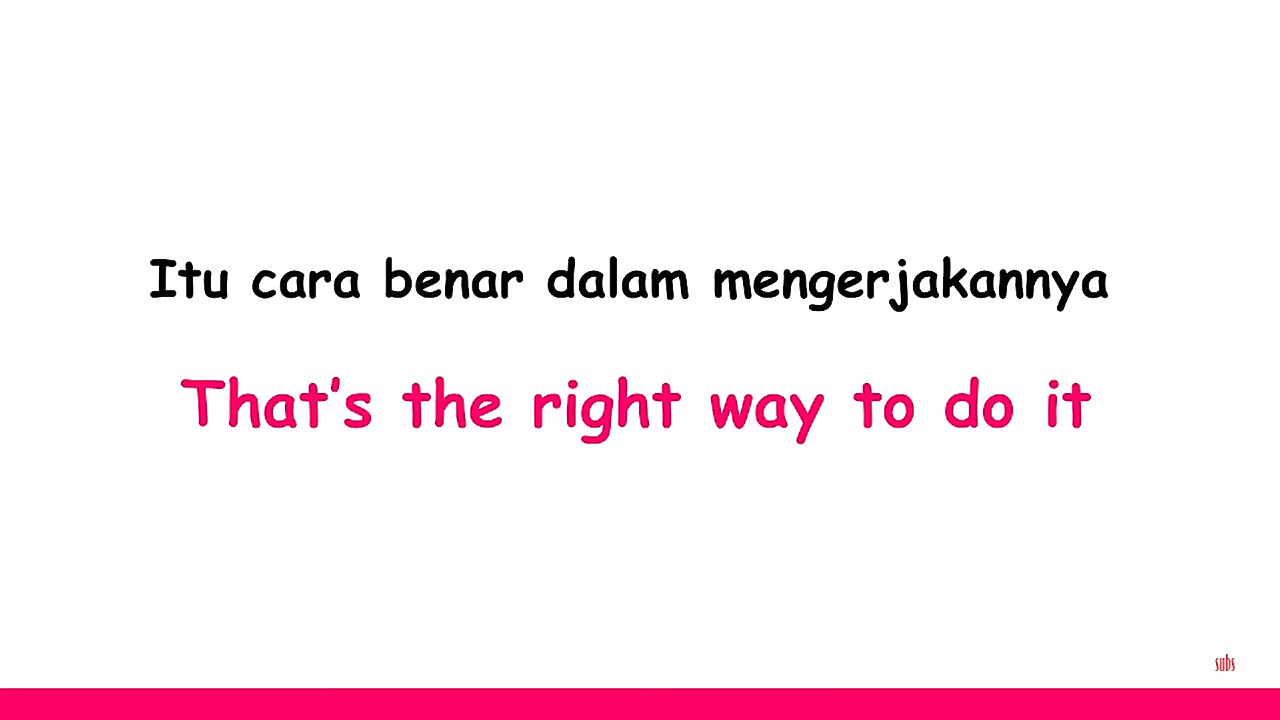 Itu cara benar dalam mengerjakannya
That's the right way to do it
subs